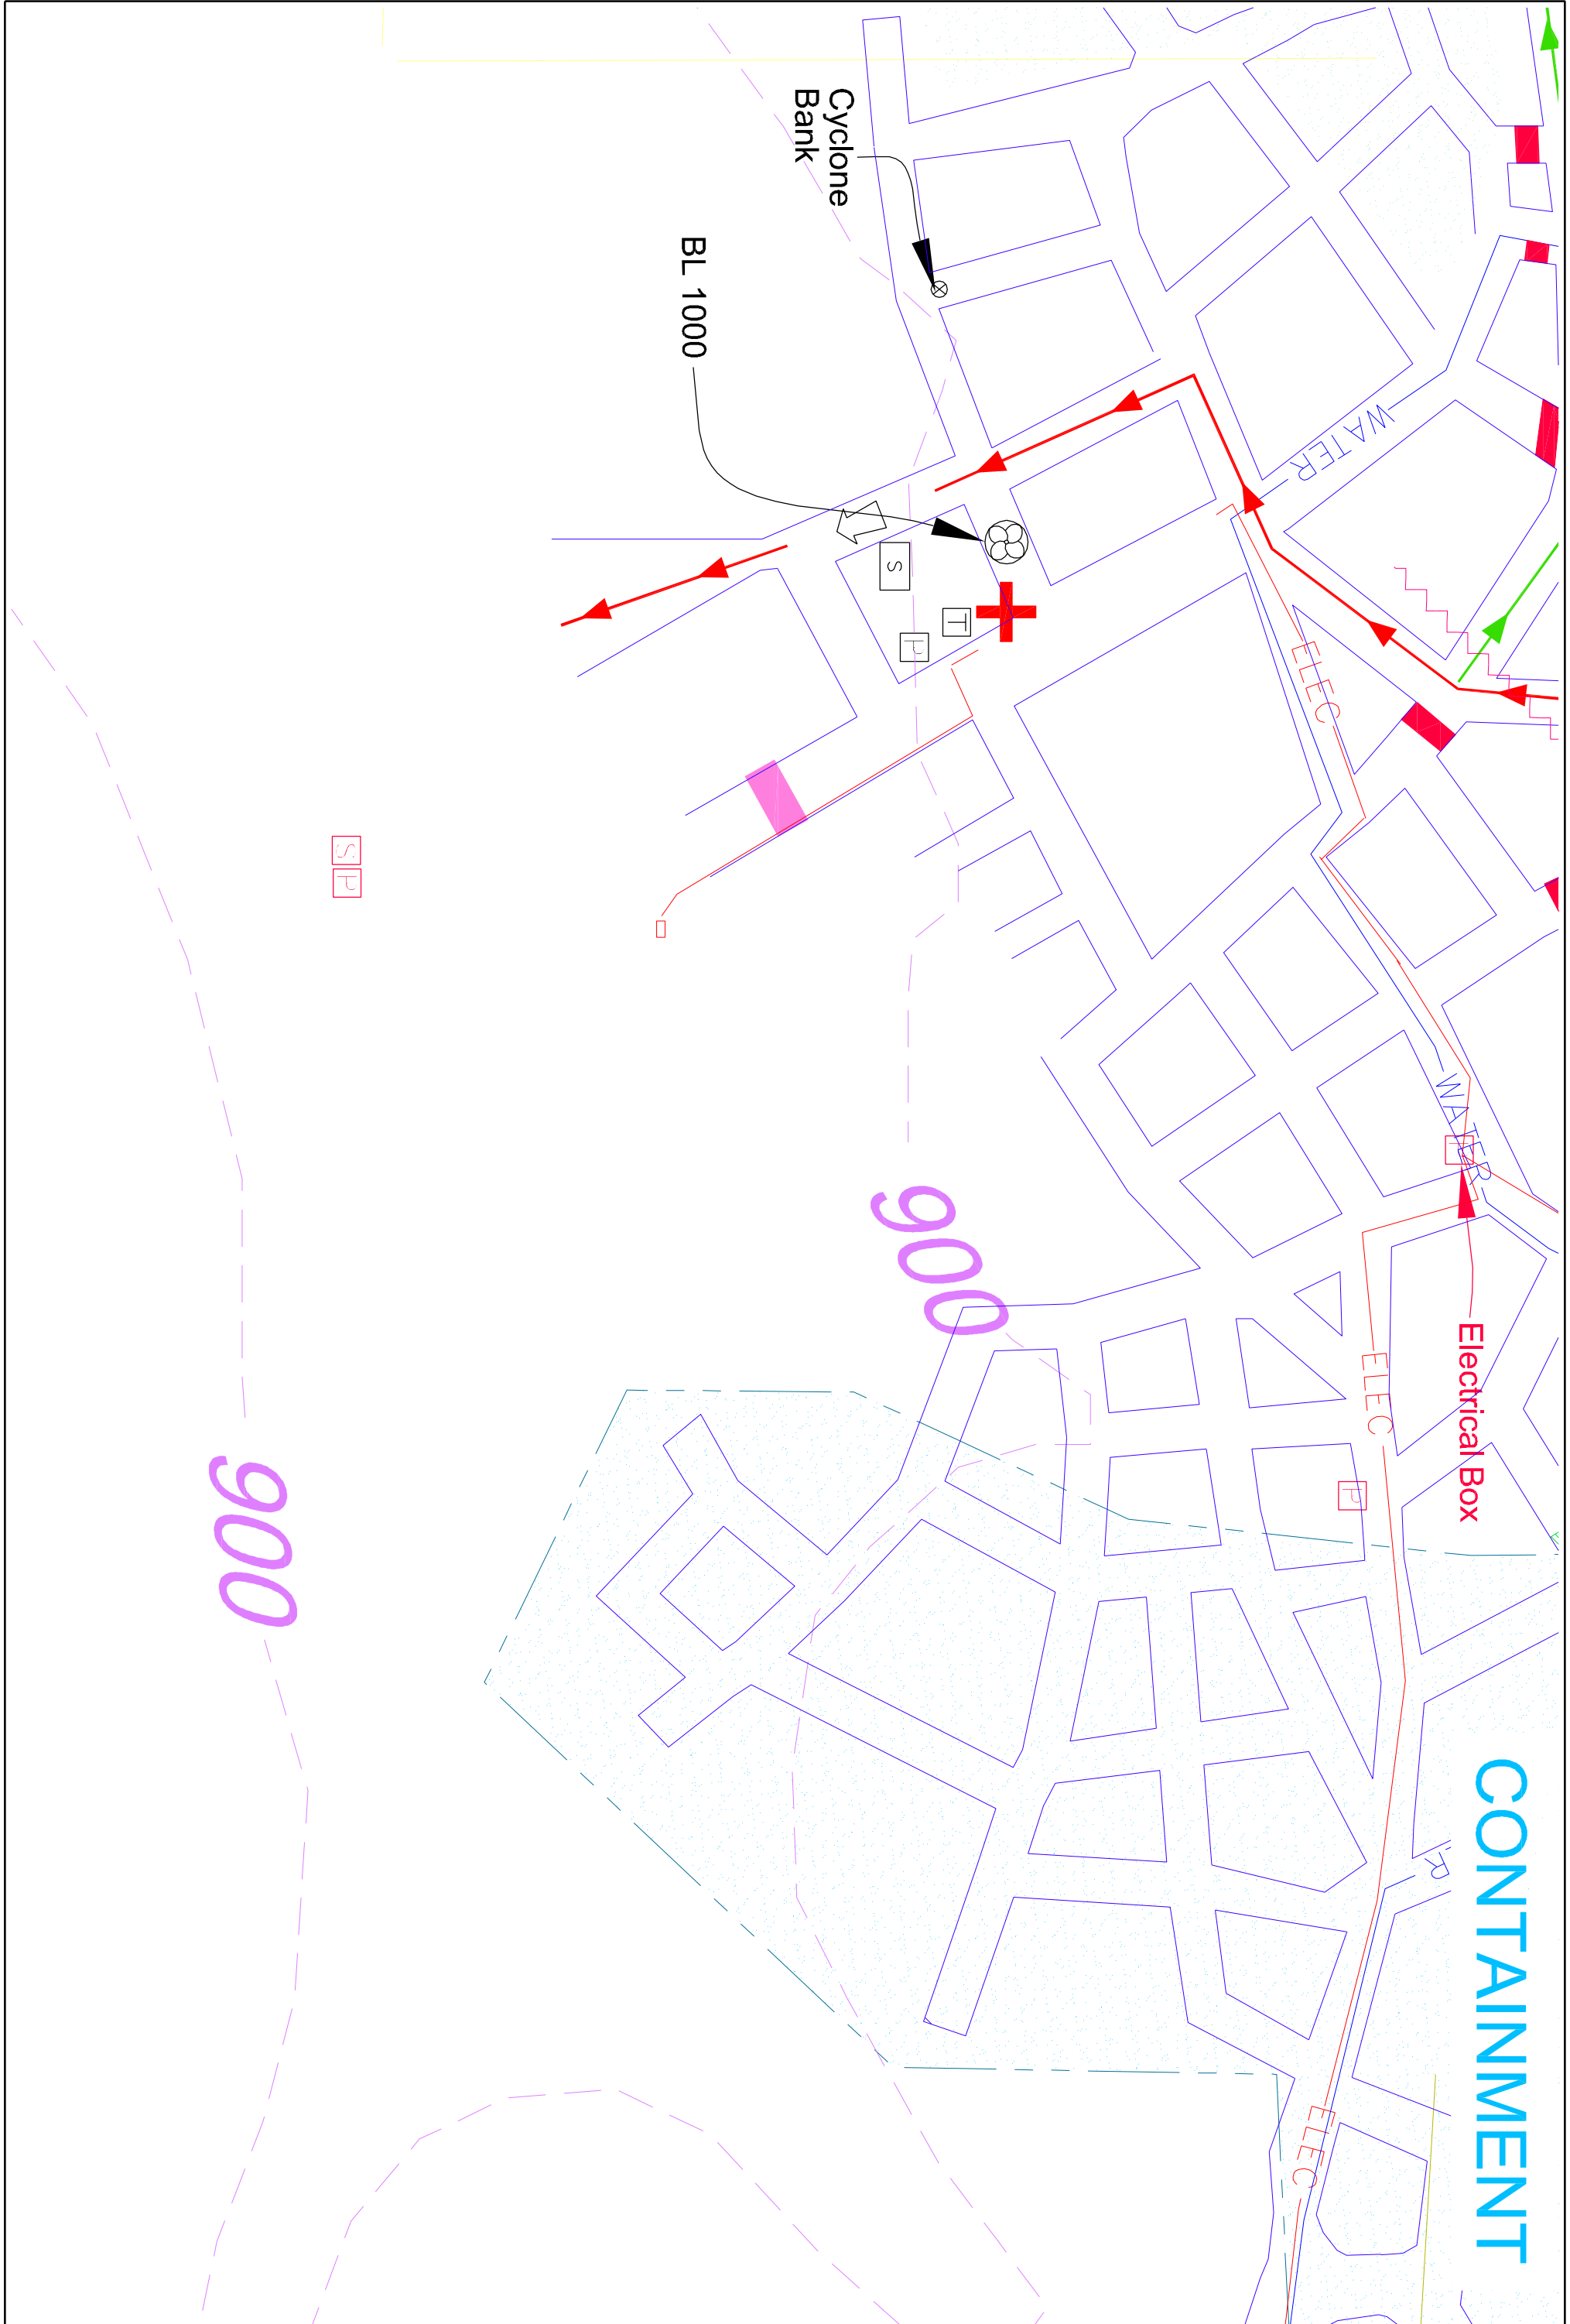 Cyclone
Bank
BL 1000
WATER
ELEC
S
T
P
S P
WATER
T
Electrical Box
900
ELEC
P
900
CONTAINMENT
R
ELEC